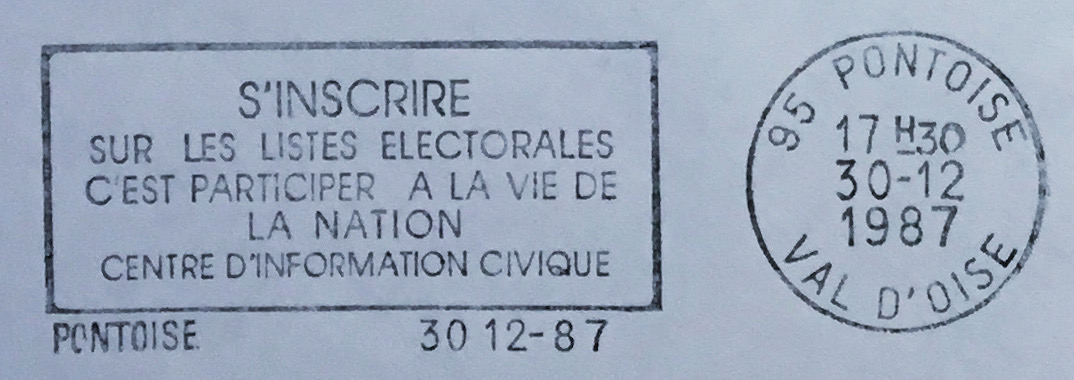 S'INSCRIRE
SUR LES LISTES ELECTORALES
C'EST PARTICIPER A LA VIE DE
LA NATION
CENTRE D'INFORMATION CIVIQUE
PONTOISE 30 12-87
95 PONTOISE
17 H30
30-12
1987
VAL D'OISE